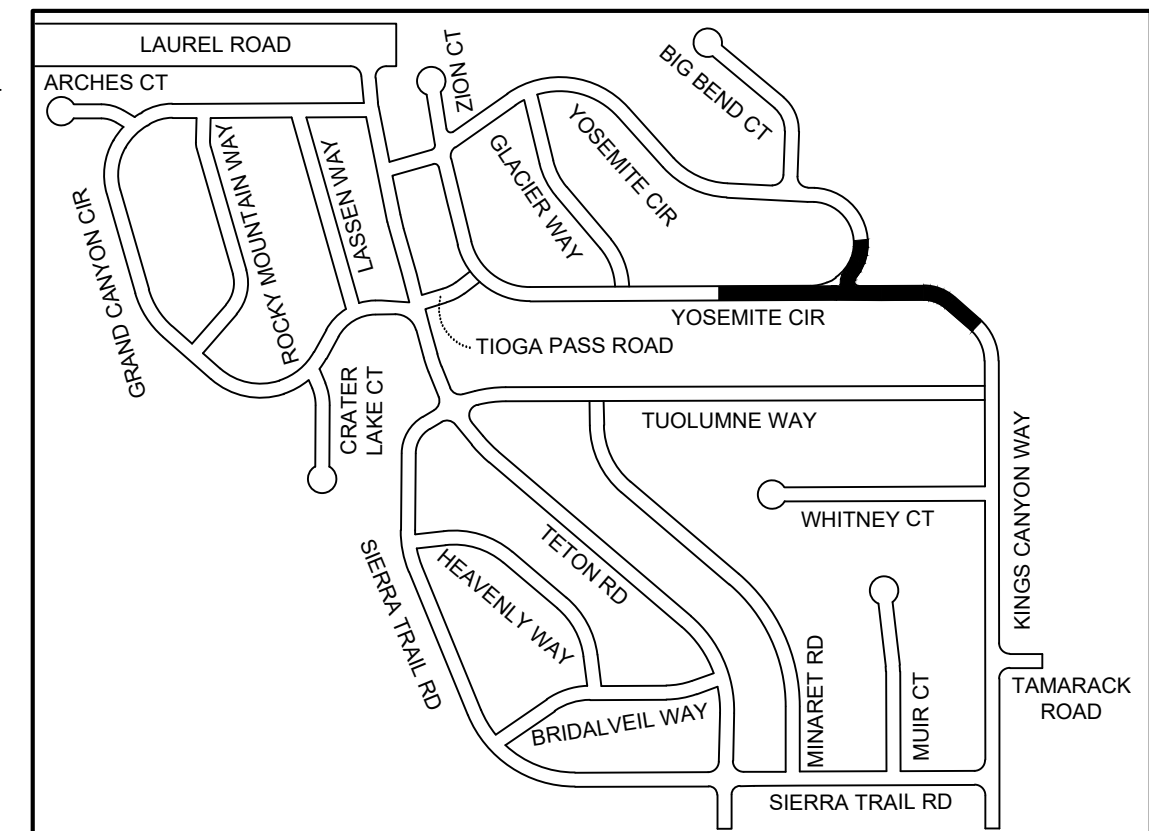 LAUREL ROAD
ARCHES CT
ZION CT
BIG BEND CT
YOSEMITE CIR
GLACIER WAY
ROCKY MOUNTAIN WAY
LASSEN WAY
GRAND CANYON CIR
YOSEMITE CIR
TIOGA PASS ROAD
CRATER
LAKE CT
TUOLUMNE WAY
KINGS CANYON WAY
WHITNEY CT
TETON RD
HEAVENLY WAY
SIERRA TRAIL RD
MINARET RD
MUIR CT
TAMARACK
ROAD
BRIDALVEIL WAY
SIERRA TRAIL RD